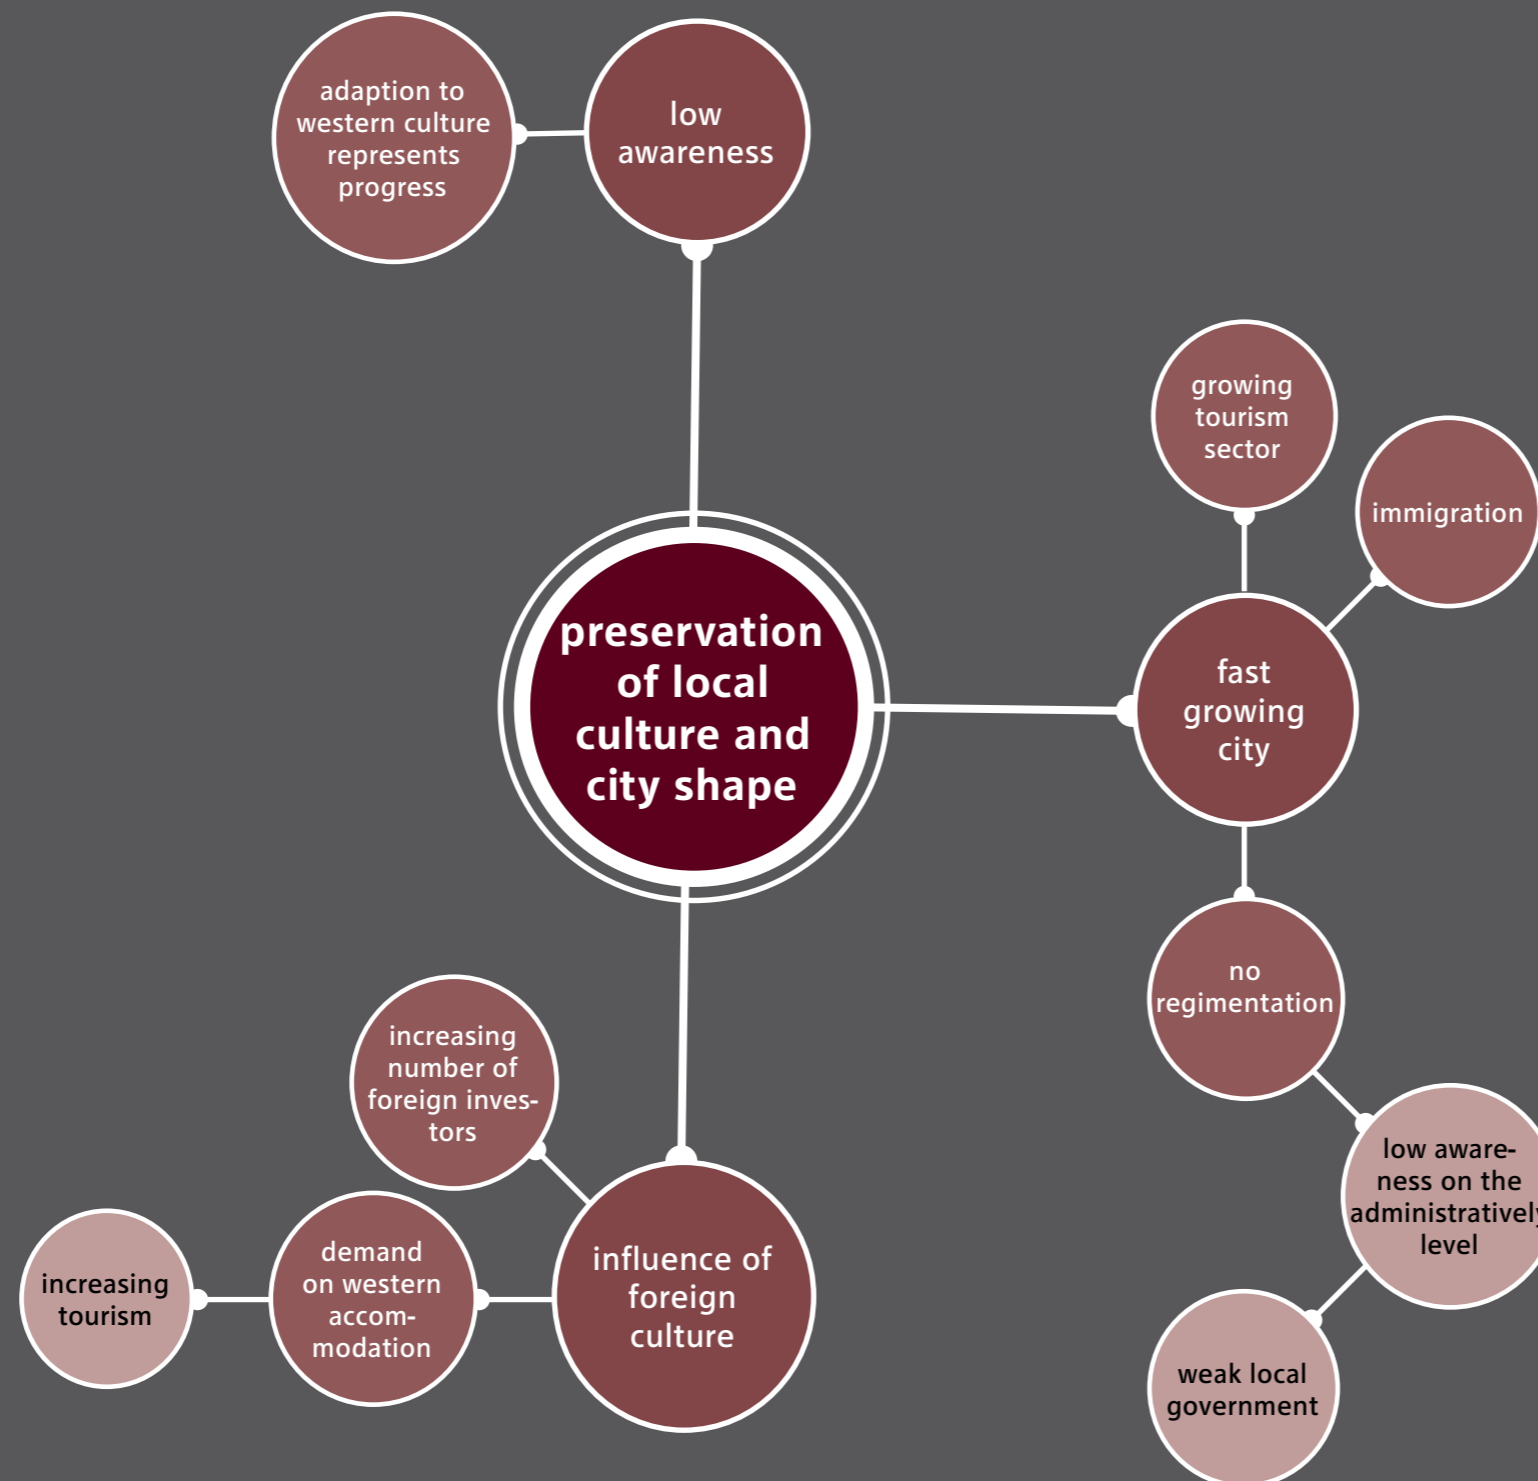 adaption to
western culture
represents
progress
low
awareness
growing
tourism
sector
immigration
preservation
of local
culture and
city shape
fast
growing
city
no
regimentation
increasing
number of
foreign inves-
tors
low aware-
ness on the
administratively
level
increasing
tourism
demand
on western
accom-
modation
influence of
foreign
culture
weak local
government